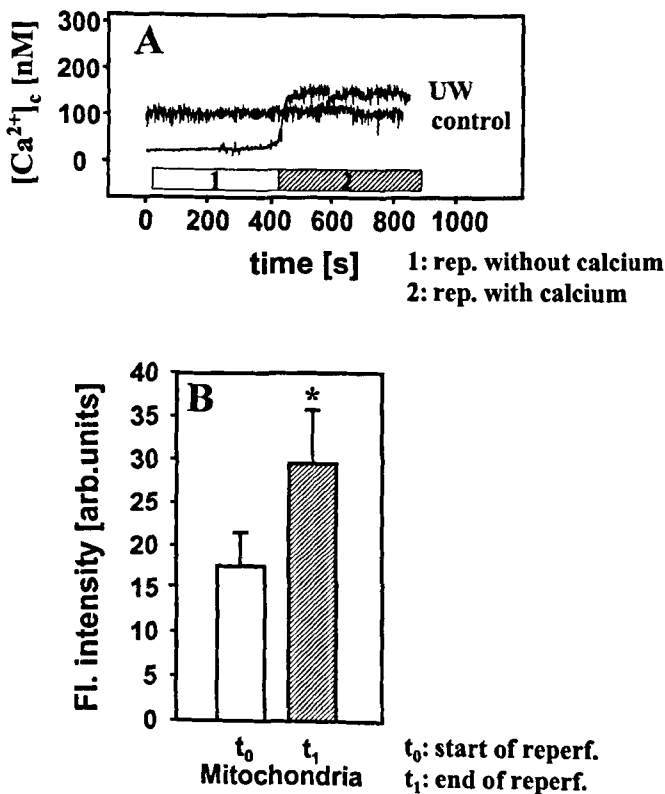 A
[Ca²⁺]c [nM]
300
200
100
0
UW
control
1
2
0 200 400 600 800 1000
time [s]
1: rep. without calcium
2: rep. with calcium
B
Fl. intensity [arb.units]
40
35
30
25
20
15
10
5
0
*
t₀ t₁
Mitochondria
t₀: start of reperf.
t₁: end of reperf.